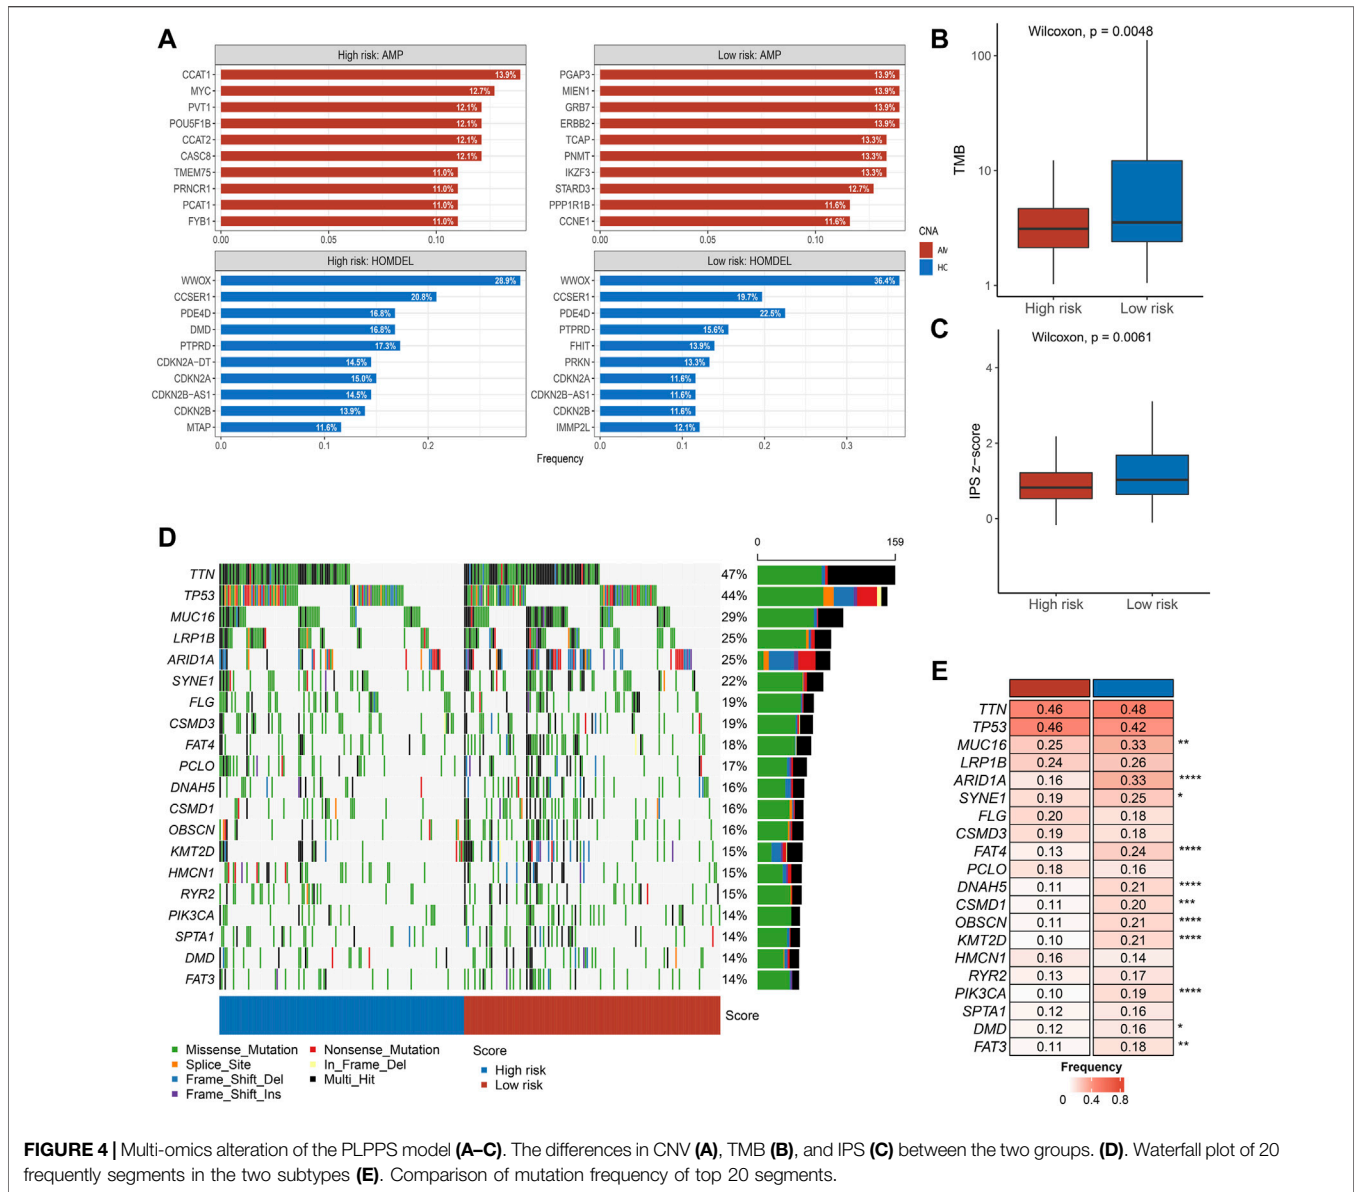 A
High risk: AMP
CCAT1 13.9%
MYC 12.7%
PVT1 12.1%
POU5F1B 12.1%
CCAT2 12.1%
CASC8 12.1%
TMEM75 11.0%
PRNCR1 11.0%
PCAT1 11.0%
FYB1 11.0%
0.00 0.05 0.10
Low risk: AMP
PGAP3 13.9%
MIEN1 13.9%
GRB7 13.9%
ERBB2 13.9%
TCAP 13.3%
PNMT 13.3%
IKZF3 13.3%
STARD3 12.7%
PPP1R1B 11.6%
CCNE1 11.6%
0.00 0.05 0.10
High risk: HOMDEL
WWOX 28.9%
CCSER1 20.8%
PDE4D 16.8%
DMD 16.8%
PTPRD 17.3%
CDKN2A-DT 14.5%
CDKN2A 15.0%
CDKN2B-AS1 14.5%
CDKN2B 13.9%
MTAP 11.6%
0.0 0.1 0.2
Low risk: HOMDEL
WWOX 36.4%
CCSER1 19.7%
PDE4D 22.5%
PTPRD 15.6%
FHIT 13.9%
PRKN 13.3%
CDKN2A 11.6%
CDKN2B-AS1 11.6%
CDKN2B 11.6%
IMMP2L 12.1%
0.0 0.1 0.2 0.3
Frequency
CNA
AM
HC
B
Wilcoxon, p = 0.0048
TMB
100
10
1
High risk Low risk
C
Wilcoxon, p = 0.0061
IPS z-score
4
2
0
High risk Low risk
D
0 159
TTN 47%
TP53 44%
MUC16 29%
LRP1B 25%
ARID1A 25%
SYNE1 22%
FLG 19%
CSMD3 19%
FAT4 18%
PCLO 17%
DNAH5 16%
CSMD1 16%
OBSCN 16%
KMT2D 15%
HMCN1 15%
RYR2 15%
PIK3CA 14%
SPTA1 14%
DMD 14%
FAT3 14%
Score
Missense_Mutation
Splice_Site
Frame_Shift_Del
Frame_Shift_Ins
Nonsense_Mutation
In_Frame_Del
Multi_Hit
Score
High risk
Low risk
E
TTN 0.46 0.48
TP53 0.46 0.42
MUC16 0.25 0.33 **
LRP1B 0.24 0.26
ARID1A 0.16 0.33 ****
SYNE1 0.19 0.25 *
FLG 0.20 0.18
CSMD3 0.19 0.18
FAT4 0.13 0.24 ****
PCLO 0.18 0.16
DNAH5 0.11 0.21 ****
CSMD1 0.11 0.20 ***
OBSCN 0.11 0.21 ****
KMT2D 0.10 0.21 ****
HMCN1 0.16 0.14
RYR2 0.13 0.17
PIK3CA 0.10 0.19 ****
SPTA1 0.12 0.16
DMD 0.12 0.16 *
FAT3 0.11 0.18 **
Frequency
0 0.4 0.8
FIGURE 4 | Multi-omics alteration of the PLPPS model (A–C). The differences in CNV (A), TMB (B), and IPS (C) between the two groups. (D). Waterfall plot of 20
frequently segments in the two subtypes (E). Comparison of mutation frequency of top 20 segments.